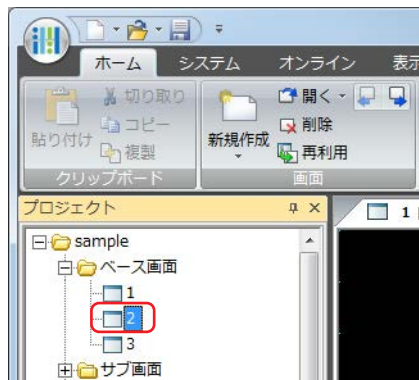 ホーム システム オンライン 表示
貼り付け 切り取り コピー 複製 新規作成 開く 削除 再利用
クリップボード 画面
プロジェクト 1
sample
ベース画面
1
2
3
サブ画面